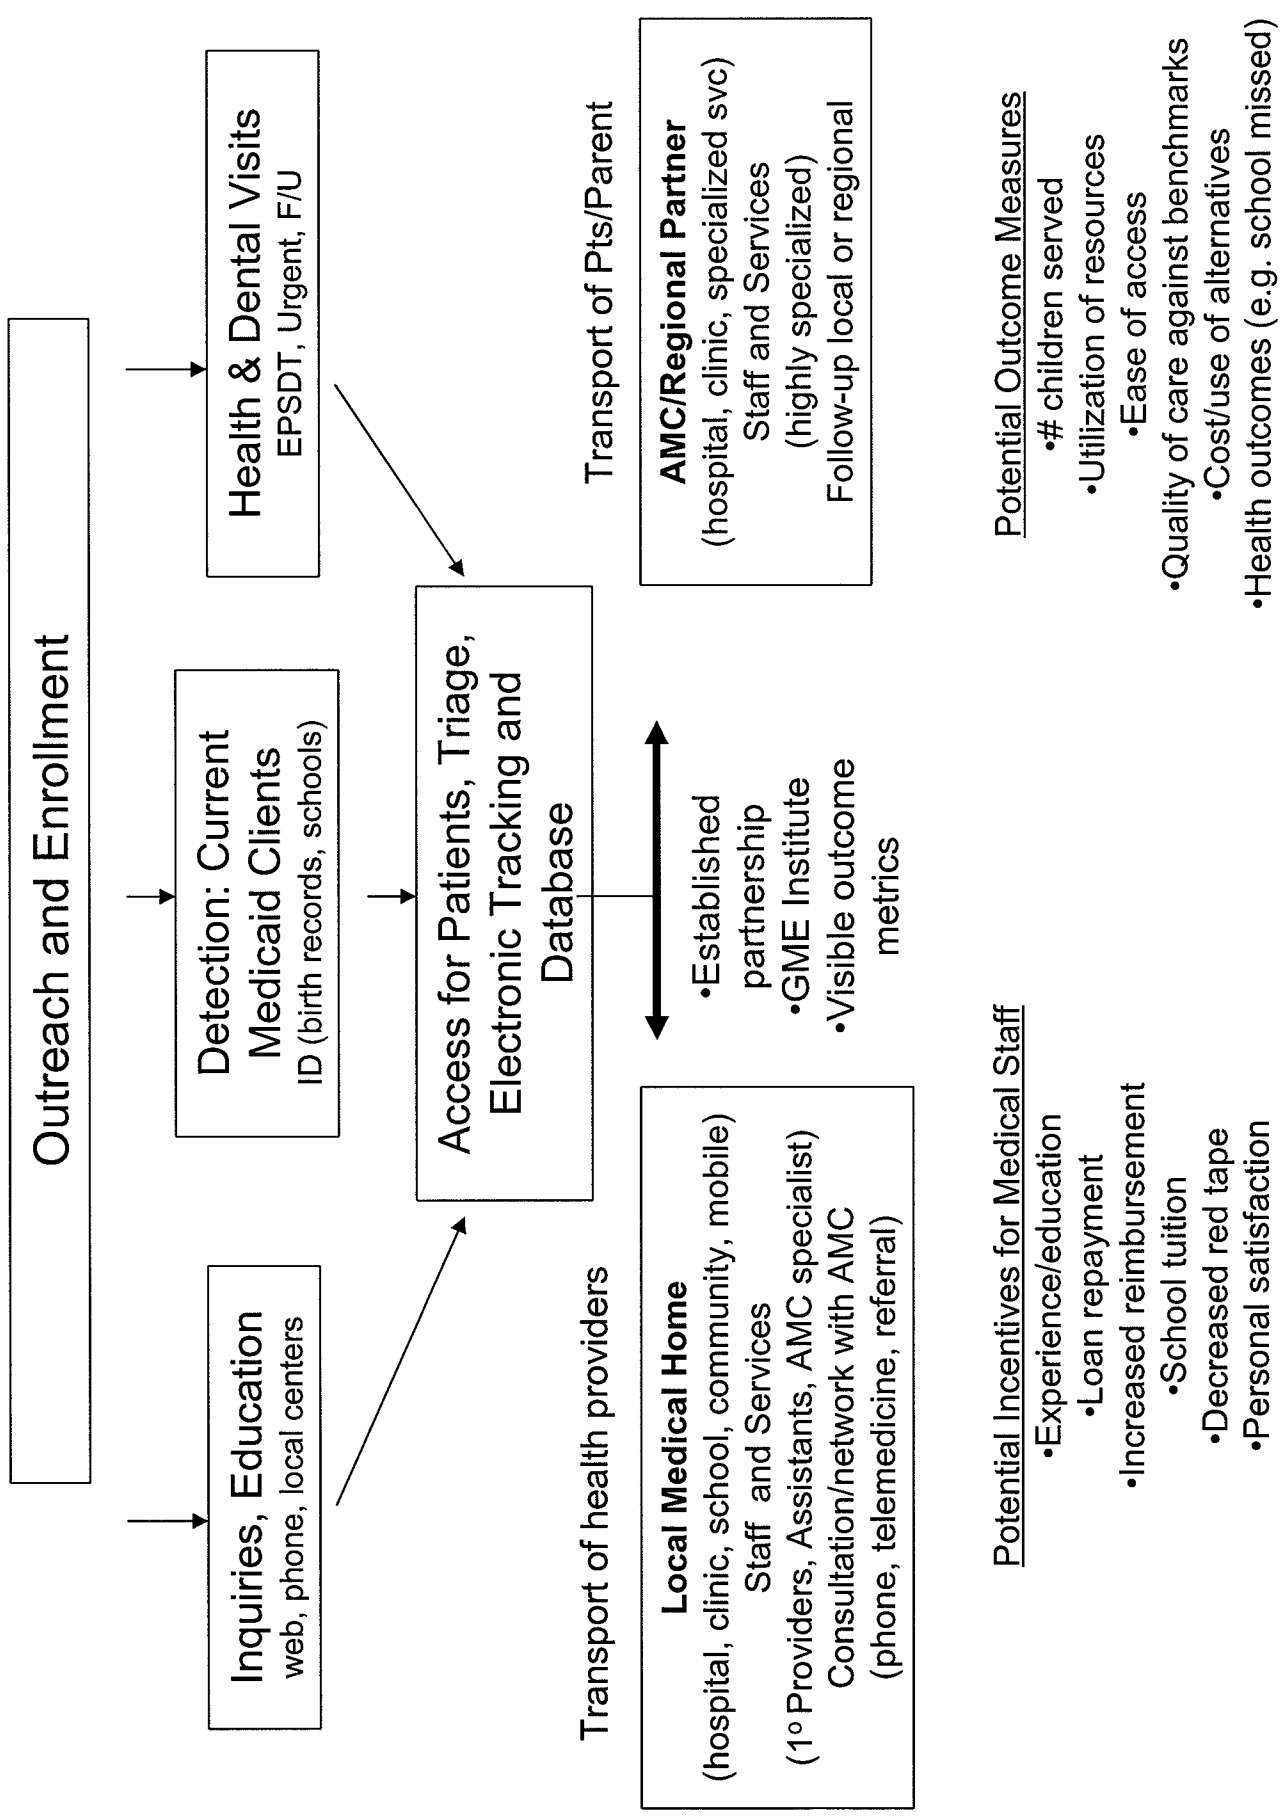 Outreach and Enrollment
Inquiries, Education
web, phone, local centers
Detection: Current
Medicaid Clients
ID (birth records, schools)
Health & Dental Visits
EPSDT, Urgent, F/U
Access for Patients, Triage,
Electronic Tracking and
Database
Transport of health providers
Local Medical Home
(hospital, clinic, school, community, mobile)
Staff and Services
(1º Providers, Assistants, AMC specialist)
Consultation/network with AMC
(phone, telemedicine, referral)
•Established
partnership
•GME Institute
•Visible outcome
metrics
Transport of Pts/Parent
AMC/Regional Partner
(hospital, clinic, specialized svc)
Staff and Services
(highly specialized)
Follow-up local or regional
Potential Incentives for Medical Staff
•Experience/education
•Loan repayment
•Increased reimbursement
•School tuition
•Decreased red tape
•Personal satisfaction
Potential Outcome Measures
•# children served
•Utilization of resources
•Ease of access
•Quality of care against benchmarks
•Cost/use of alternatives
•Health outcomes (e.g. school missed)